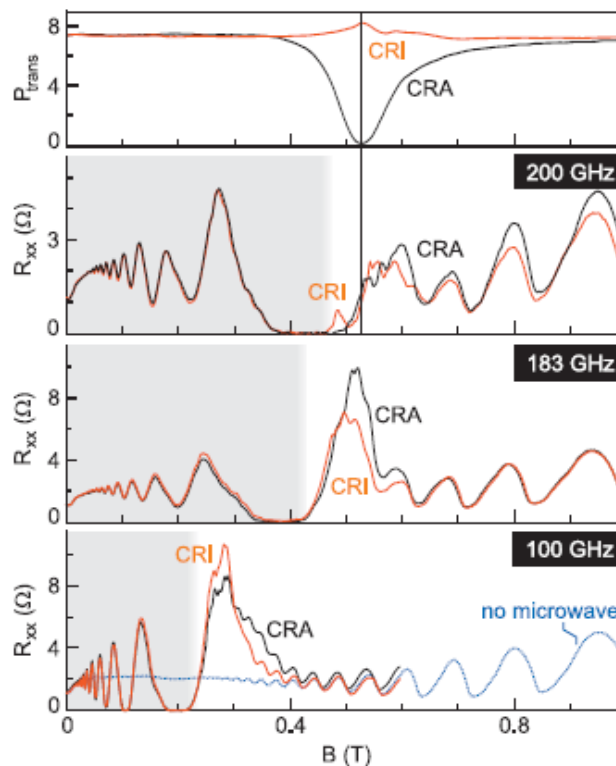 8
4
0
P_trans
CRI
CRA
200 GHz
3
0
R_xx (Ω)
CRA
CRI
183 GHz
8
4
0
R_xx (Ω)
CRA
CRI
100 GHz
8
4
0
R_xx (Ω)
CRI
CRA
no microwave
0 0.4 0.8
B (T)